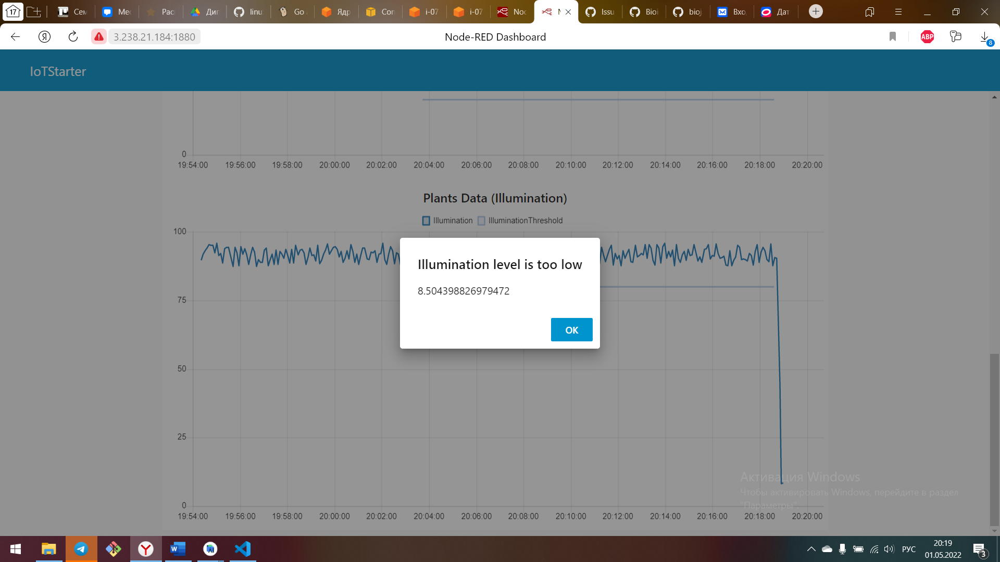 17
Сем
Мес
Рас
Ди
linu
Go
Ядр
Con
i-07
i-07
Noc
N
Issu
Bioi
bioj
Вхо
Дат
3.238.21.184:1880
Node-RED Dashboard
ABP
8
IoTStarter
0
19:54:00 19:56:00 19:58:00 20:00:00 20:02:00 20:04:00 20:06:00 20:08:00 20:10:00 20:12:00 20:14:00 20:16:00 20:18:00 20:20:00
Plants Data (Illumination)
Illumination IlluminationThreshold
100
75
50
25
0
19:54:00 19:56:00 19:58:00 20:00:00 20:02:00 20:04:00 20:06:00 20:08:00 20:10:00 20:12:00 20:14:00 20:16:00 20:18:00 20:20:00
Illumination level is too low
8.504398826979472
OK
Активация Windows
Чтобы активировать Windows, перейдите в раздел
"Параметры".
РУС
20:19
01.05.2022
3